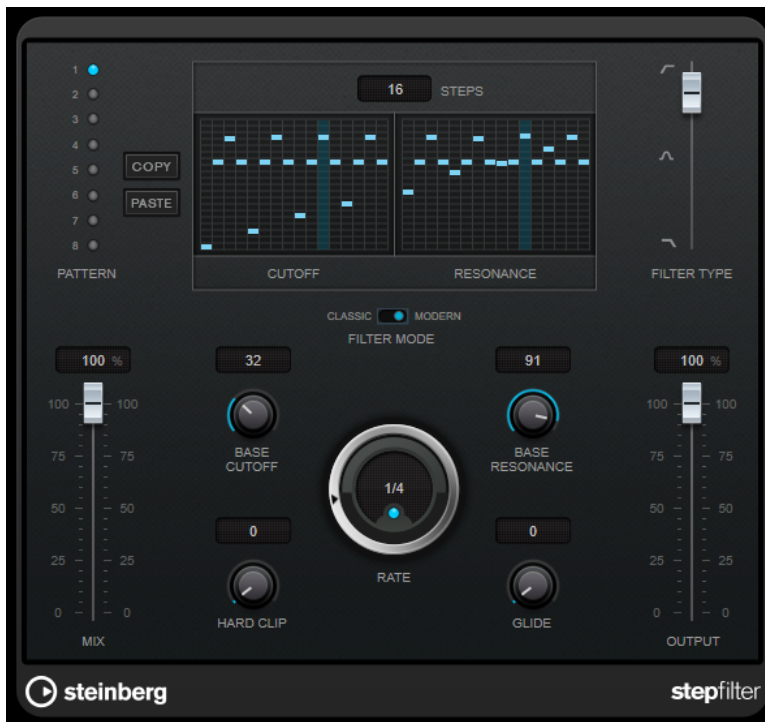 1
2
3
4
5
6
7
8
PATTERN
COPY
PASTE
16 STEPS
CUTOFF RESONANCE
FILTER TYPE
CLASSIC MODERN
FILTER MODE
100 %
100 100
75 75
50 50
25 25
0 0
MIX
32
BASE
CUTOFF
0
HARD CLIP
1/4
RATE
91
BASE
RESONANCE
0
GLIDE
100 %
100 100
75 75
50 50
25 25
0 0
OUTPUT
steinberg
stepfilter